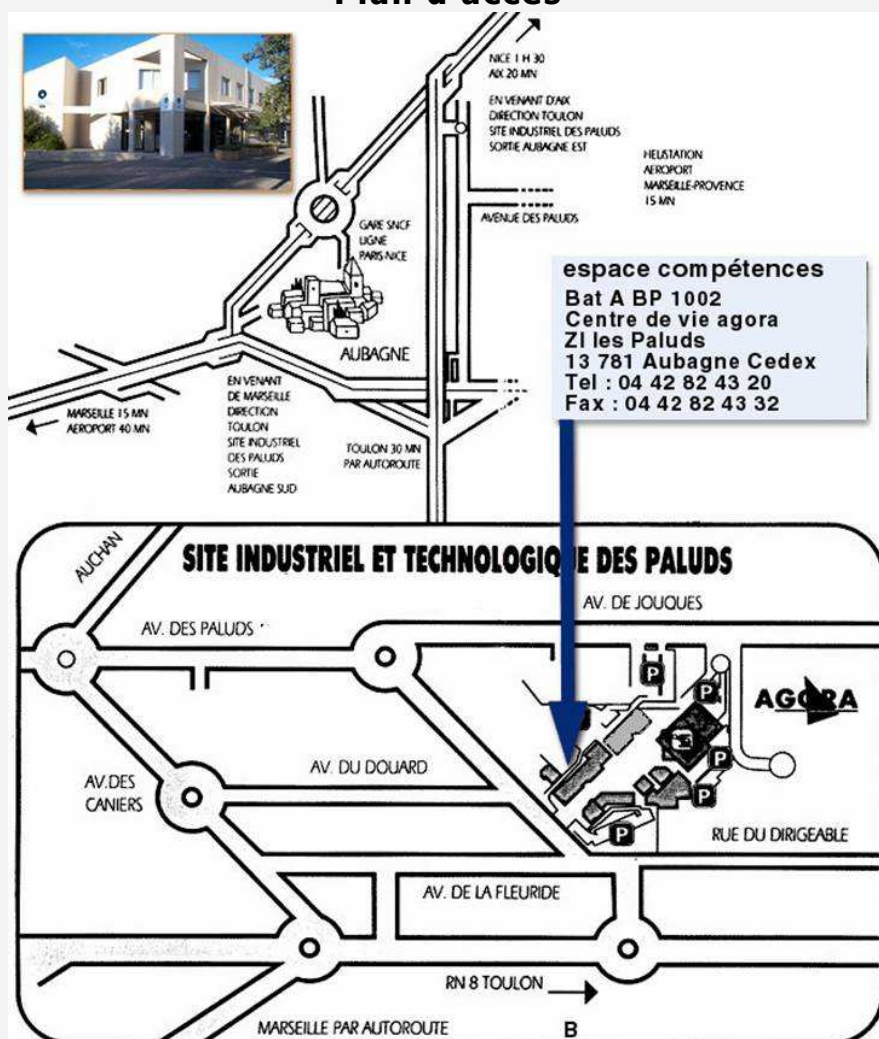 Plan d'accès
NICE 1 H 30
AIX 20 MN
EN VENANT D'AIX
DIRECTION TOULON
SITE INDUSTRIEL DES PALUDS
SORTIE AUBAGNE EST
HELISTATION
AEROPORT
MARSEILLE-PROVENCE
15 MN
AVENUE DES PALUDS
GARE SNCF
LIGNE
PARIS-NICE
AUBAGNE
espace compétences
Bat A BP 1002
Centre de vie agora
ZI les Paluds
13 781 Aubagne Cedex
Tel : 04 42 82 43 20
Fax : 04 42 82 43 32
MARSEILLE 15 MN
AEROPORT 40 MN
EN VENANT
DE MARSEILLE
DIRECTION
TOULON
SITE INDUSTRIEL
DES PALUDS
SORTIE
AUBAGNE SUD
TOULON 30 MN
PAR AUTOROUTE
AUCHAN
SITE INDUSTRIEL ET TECHNOLOGIQUE DES PALUDS
AV. DE JOUQUES
AV. DES PALUDS
P
P
AGORA
AV. DU DOUARD
AV.DES
CANIERS
P
P
P
RUE DU DIRIGEABLE
AV. DE LA FLEURIDE
RN 8 TOULON
MARSEILLE PAR AUTOROUTE
B